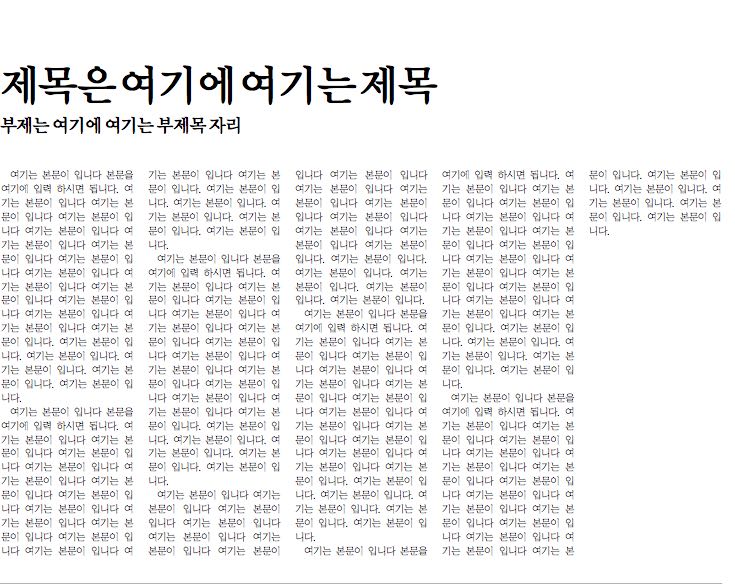 제목은 여기에 여기는 제목
부제는 여기에 여기는 부제목 자리
여기는 본문이 입니다 본문을
여기에 입력 하시면 됩니다. 여
기는 본문이 입니다 여기는 본
문이 입니다 여기는 본문이 입
니다 여기는 본문이 입니다 여
기는 본문이 입니다 여기는 본
문이 입니다 여기는 본문이 입
니다 여기는 본문이 입니다 여
기는 본문이 입니다 여기는 본
문이 입니다 여기는 본문이 입
니다 여기는 본문이 입니다 여
기는 본문이 입니다 여기는 본
문이 입니다. 여기는 본문이 입
니다. 여기는 본문이 입니다. 여
기는 본문이 입니다. 여기는 본
문이 입니다. 여기는 본문이 입
니다.
여기는 본문이 입니다 본문을
여기에 입력 하시면 됩니다. 여
기는 본문이 입니다 여기는 본
문이 입니다 여기는 본문이 입
니다 여기는 본문이 입니다 여
기는 본문이 입니다 여기는 본
문이 입니다 여기는 본문이 입
니다 여기는 본문이 입니다 여
기는 본문이 입니다 여기는 본
문이 입니다 여기는 본문이 입
니다 여기는 본문이 입니다 여
기는 본문이 입니다 여기는 본
문이 입니다. 여기는 본문이 입
니다. 여기는 본문이 입니다. 여
기는 본문이 입니다. 여기는 본
문이 입니다. 여기는 본문이 입
니다.
여기는 본문이 입니다 본문을
여기에 입력 하시면 됩니다. 여
기는 본문이 입니다 여기는 본
문이 입니다 여기는 본문이 입
니다 여기는 본문이 입니다 여
기는 본문이 입니다 여기는 본
문이 입니다 여기는 본문이 입
니다 여기는 본문이 입니다 여
기는 본문이 입니다 여기는 본
문이 입니다 여기는 본문이 입
니다 여기는 본문이 입니다 여
기는 본문이 입니다 여기는 본
문이 입니다. 여기는 본문이 입
니다. 여기는 본문이 입니다. 여
기는 본문이 입니다. 여기는 본
문이 입니다. 여기는 본문이 입
니다.
여기는 본문이 입니다 여기는
본문이 입니다 여기는 본문이
입니다 여기는 본문이 입니다
여기는 본문이 입니다 여기는
본문이 입니다 여기는 본문이
입니다 여기는 본문이 입니다
여기는 본문이 입니다 여기는
본문이 입니다 여기는 본문이
입니다 여기는 본문이 입니다
여기는 본문이 입니다 여기는
본문이 입니다 여기는 본문이
입니다. 여기는 본문이 입니다.
여기는 본문이 입니다. 여기는
본문이 입니다. 여기는 본문이
입니다. 여기는 본문이 입니다.
여기는 본문이 입니다 본문을
여기에 입력 하시면 됩니다. 여
기는 본문이 입니다 여기는 본
문이 입니다 여기는 본문이 입
니다 여기는 본문이 입니다 여
기는 본문이 입니다 여기는 본
문이 입니다 여기는 본문이 입
니다 여기는 본문이 입니다 여
기는 본문이 입니다 여기는 본
문이 입니다 여기는 본문이 입
니다 여기는 본문이 입니다 여
기는 본문이 입니다 여기는 본
문이 입니다. 여기는 본문이 입
니다. 여기는 본문이 입니다. 여
기는 본문이 입니다. 여기는 본
문이 입니다. 여기는 본문이 입
니다.
여기는 본문이 입니다 본문을
여기에 입력 하시면 됩니다. 여
기는 본문이 입니다 여기는 본
문이 입니다 여기는 본문이 입
니다 여기는 본문이 입니다 여
기는 본문이 입니다 여기는 본
문이 입니다 여기는 본문이 입
니다 여기는 본문이 입니다 여
기는 본문이 입니다 여기는 본
문이 입니다 여기는 본문이 입
니다 여기는 본문이 입니다 여
기는 본문이 입니다 여기는 본
문이 입니다. 여기는 본문이 입
니다. 여기는 본문이 입니다. 여
기는 본문이 입니다. 여기는 본
문이 입니다. 여기는 본문이 입
니다.
여기는 본문이 입니다 본문을
여기에 입력 하시면 됩니다. 여
기는 본문이 입니다 여기는 본
문이 입니다 여기는 본문이 입
니다 여기는 본문이 입니다 여
기는 본문이 입니다 여기는 본
문이 입니다 여기는 본문이 입
니다 여기는 본문이 입니다 여
기는 본문이 입니다 여기는 본
문이 입니다 여기는 본문이 입
니다 여기는 본문이 입니다 여
기는 본문이 입니다 여기는 본
문이 입니다. 여기는 본문이 입
니다. 여기는 본문이 입니다. 여
기는 본문이 입니다. 여기는 본
문이 입니다. 여기는 본문이 입
니다.